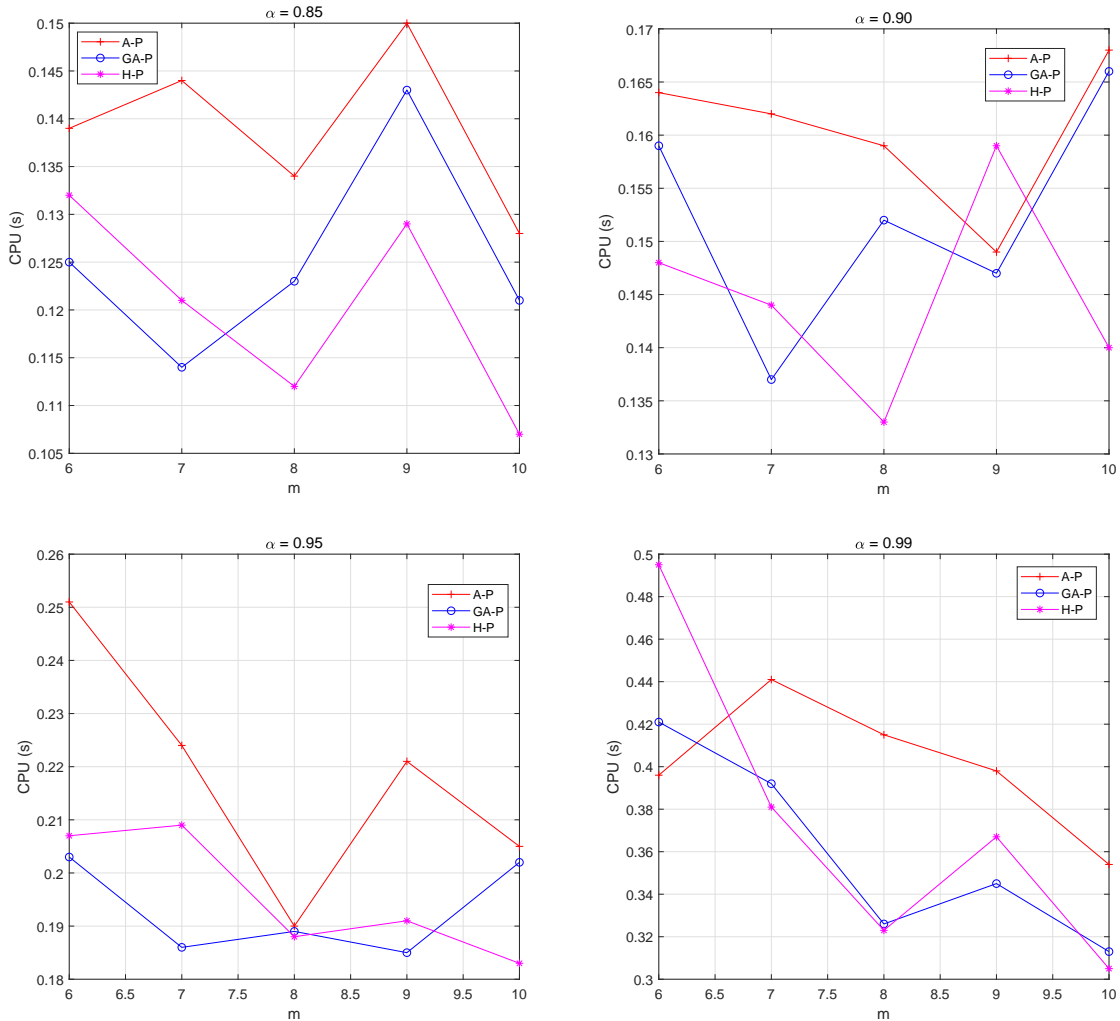 α = 0.85
0.15
0.145
0.14
0.135
0.13
0.125
0.12
0.115
0.11
0.105
CPU (s)
A-P
GA-P
H-P
6 7 8 9 10
m
α = 0.90
0.17
0.165
0.16
0.155
0.15
0.145
0.14
0.135
0.13
CPU (s)
A-P
GA-P
H-P
6 7 8 9 10
m
α = 0.95
0.26
0.25
0.24
0.23
0.22
0.21
0.2
0.19
0.18
CPU (s)
A-P
GA-P
H-P
6 6.5 7 7.5 8 8.5 9 9.5 10
m
α = 0.99
0.5
0.48
0.46
0.44
0.42
0.4
0.38
0.36
0.34
0.32
0.3
CPU (s)
A-P
GA-P
H-P
6 6.5 7 7.5 8 8.5 9 9.5 10
m